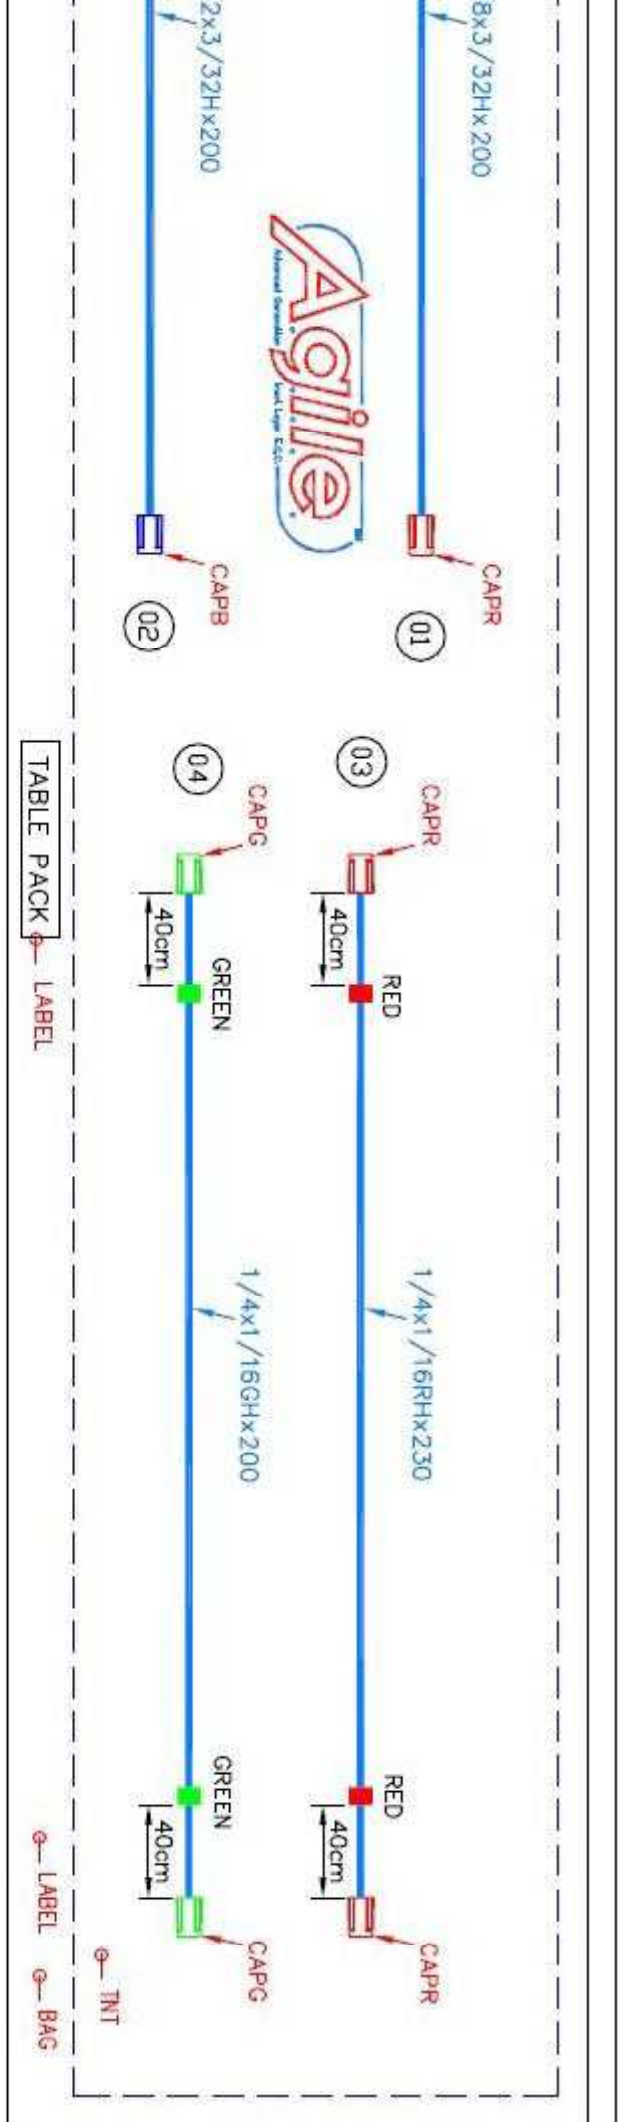 8x3/32Hx200
CAPR
01
2x3/32Hx200
CAPB
02
Agile
03
CAPR
40cm
RED
1/4x1/16RHx230
RED
40cm
CAPR
04
CAPG
40cm
GREEN
1/4x1/16GHx200
GREEN
40cm
CAPG
TNT
TABLE PACK
LABEL
LABEL
BAG